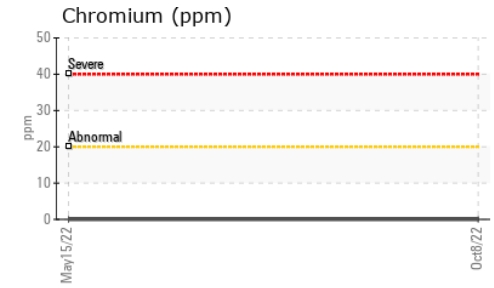 Chromium (ppm)
50
Severe
40
30
ppm
Abnormal
20
10
0
May15/22
Oct8/22